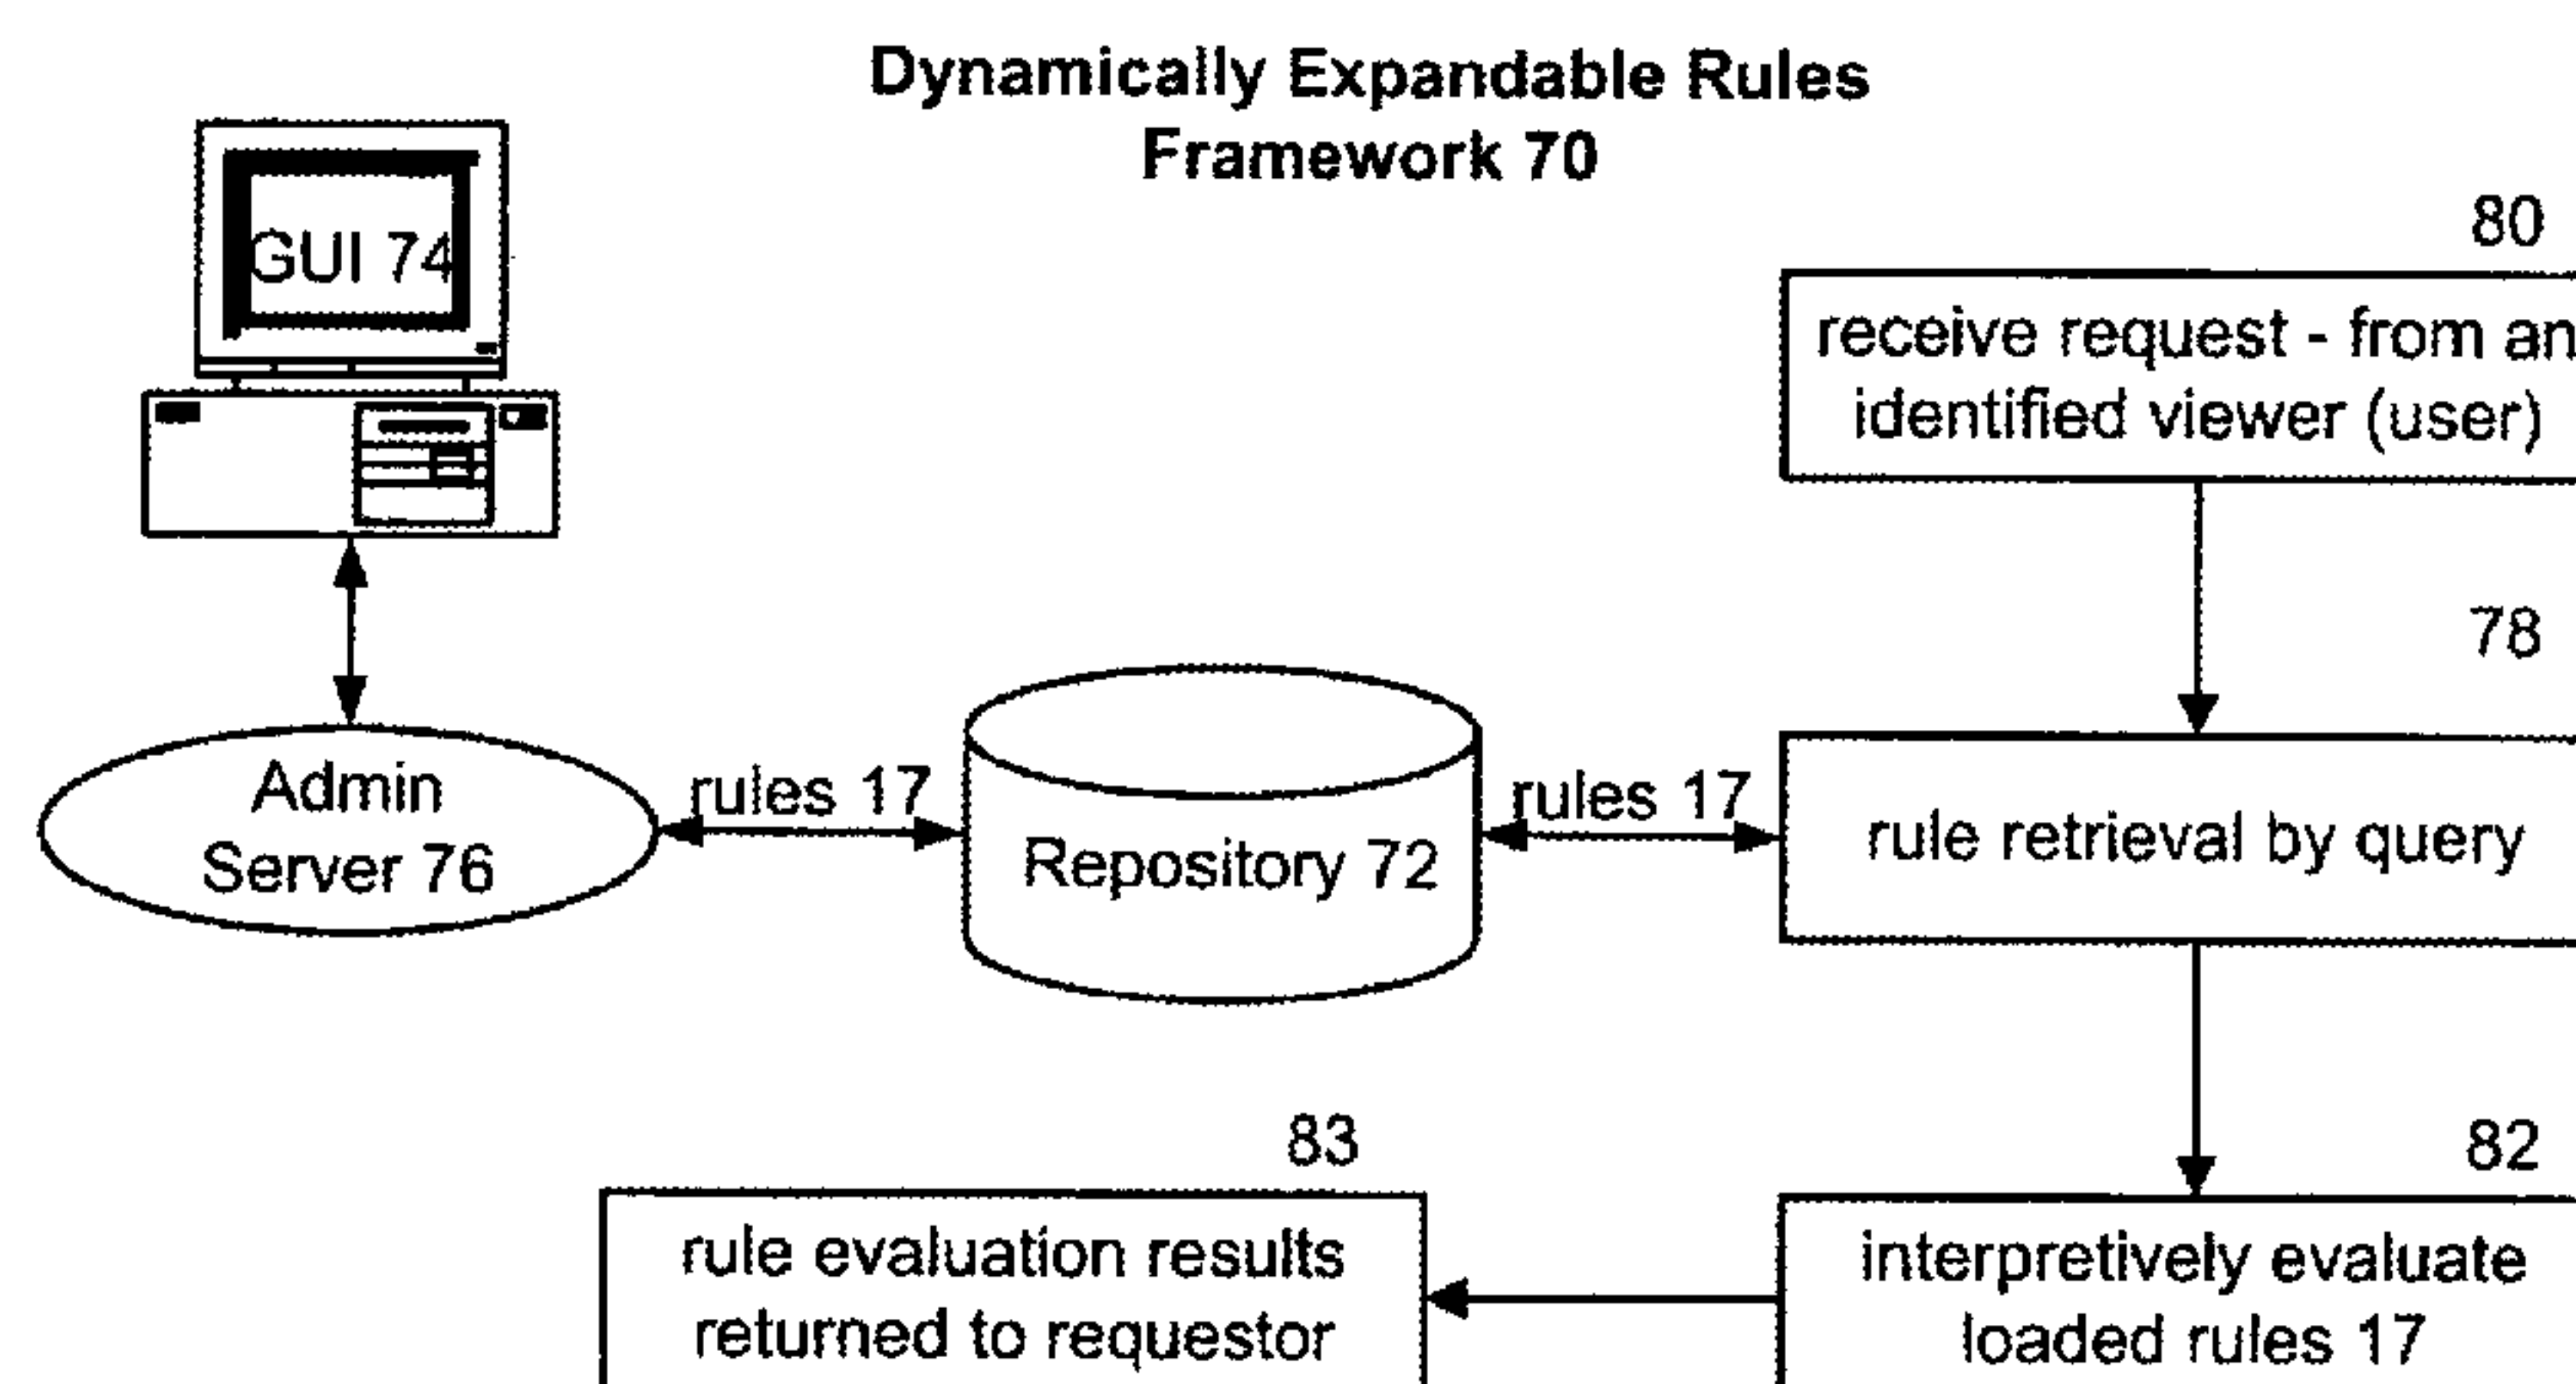 Dynamically Expandable Rules
Framework 70
GUI 74
80
receive request - from an
identified viewer (user)
78
Admin
Server 76
rules 17
Repository 72
rules 17
rule retrieval by query
83
82
rule evaluation results
returned to requestor
interpretively evaluate
loaded rules 17